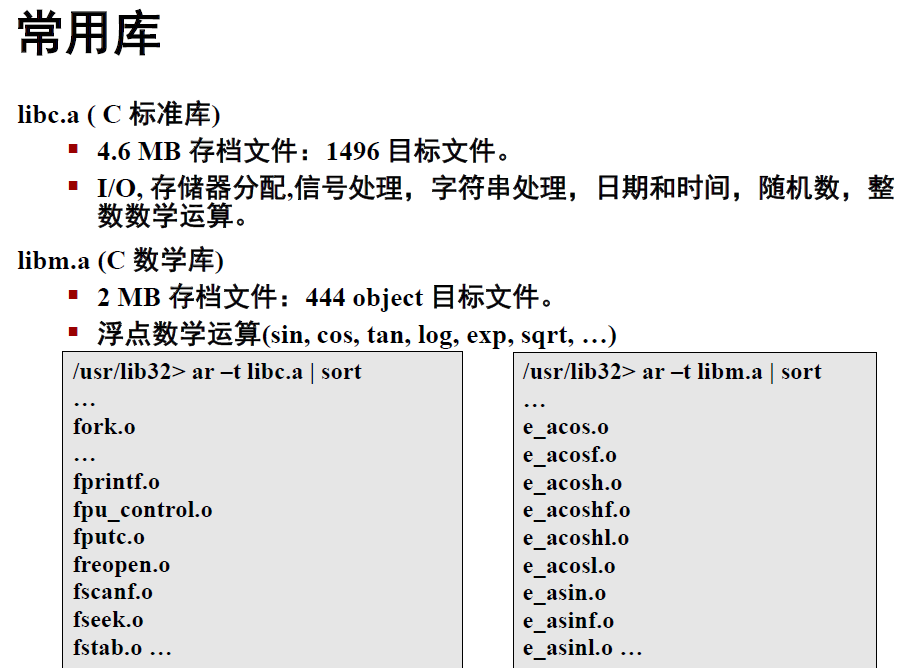 常用库
libc.a ( C 标准库)
▪ 4.6 MB 存档文件：1496 目标文件。
▪ I/O, 存储器分配,信号处理，字符串处理，日期和时间，随机数，整
数数学运算。
libm.a (C 数学库)
▪ 2 MB 存档文件：444 object 目标文件。
▪ 浮点数学运算(sin, cos, tan, log, exp, sqrt, …)
/usr/lib32> ar –t libc.a | sort
…
fork.o
…
fprintf.o
fpu_control.o
fputc.o
freopen.o
fscanf.o
fseek.o
fstab.o …
/usr/lib32> ar –t libm.a | sort
…
e_acos.o
e_acosf.o
e_acosh.o
e_acoshf.o
e_acoshl.o
e_acosl.o
e_asin.o
e_asinf.o
e_asinl.o …